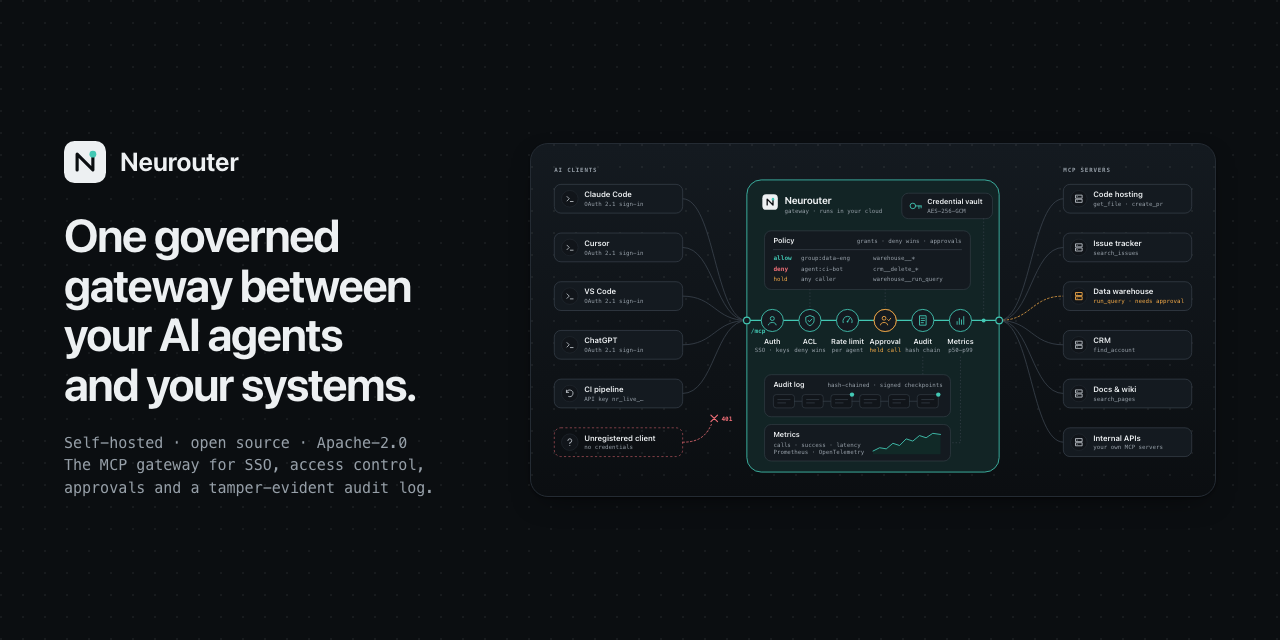 Neurouter
One governed
gateway between
your AI agents
and your systems.
Self-hosted · open source · Apache-2.0
The MCP gateway for SSO, access control,
approvals and a tamper-evident audit log.
AI CLIENTS
Claude Code
OAuth 2.1 sign-in
Cursor
OAuth 2.1 sign-in
VS Code
OAuth 2.1 sign-in
ChatGPT
OAuth 2.1 sign-in
CI pipeline
API key nr_live_…
Unregistered client
no credentials
401
Neurouter
gateway · runs in your cloud
Credential vault
AES-256-GCM
Policy grants · deny wins · approvals
allow group:data-eng warehouse__*
deny agent:ci-bot crm__delete_*
hold any caller warehouse__run_query
/mcp
Auth ACL Rate limit Approval Audit Metrics
SSO · keys deny wins per agent held call hash chain p50–p99
Audit log hash-chained · signed checkpoints
Metrics
calls · success · latency
Prometheus · OpenTelemetry
MCP SERVERS
Code hosting
get_file · create_pr
Issue tracker
search_issues
Data warehouse
run_query · needs approval
CRM
find_account
Docs & wiki
search_pages
Internal APIs
your own MCP servers